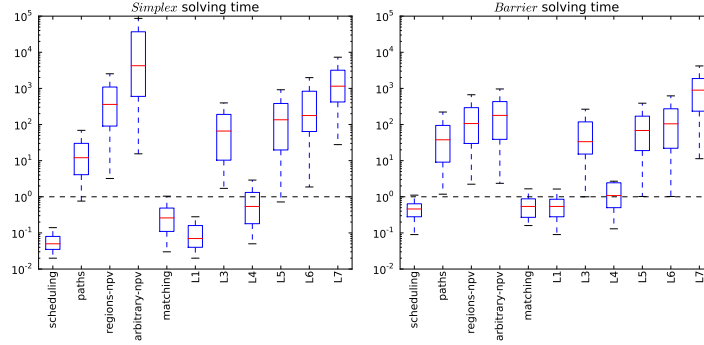 Simplex solving time
10^5
10^4
10^3
10^2
10^1
10^0
10^-1
10^-2
scheduling
paths
regions-npv
arbitrary-npv
matching
L1
L3
L4
L5
L6
L7
Barrier solving time
10^5
10^4
10^3
10^2
10^1
10^0
10^-1
10^-2
scheduling
paths
regions-npv
arbitrary-npv
matching
L1
L3
L4
L5
L6
L7